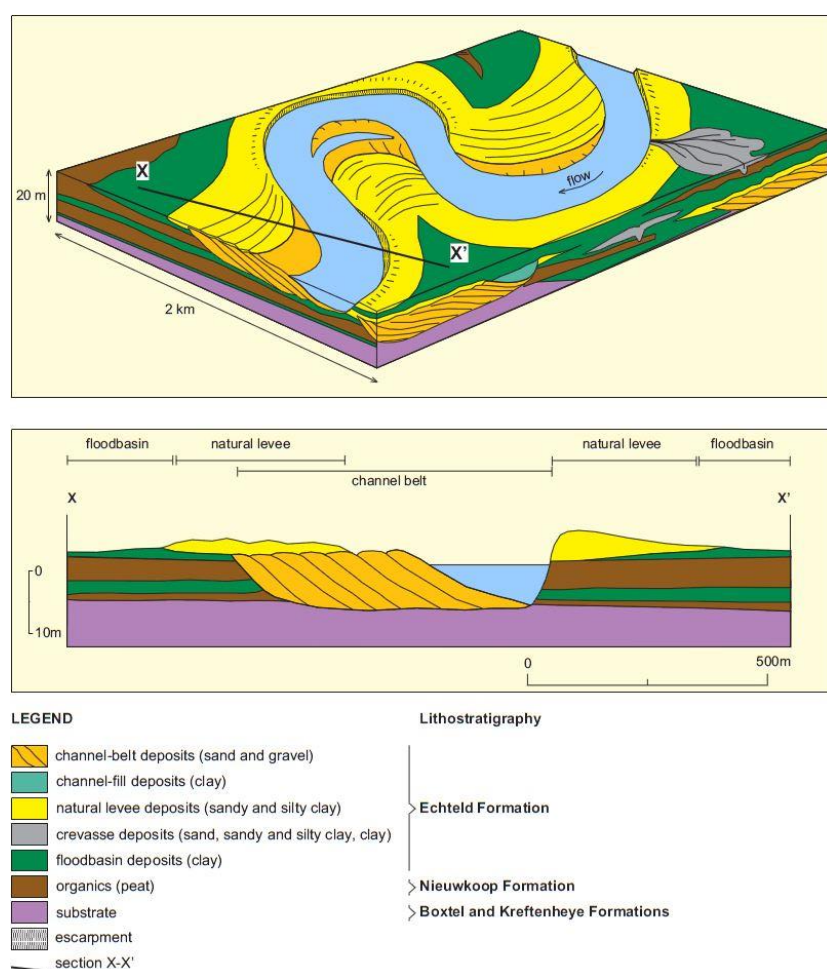 20 m
X
X'
flow
2 km
floodbasin natural levee natural levee floodbasin
channel belt
X X'
0
10m
0 500m
LEGEND Lithostratigraphy
channel-belt deposits (sand and gravel)
channel-fill deposits (clay)
natural levee deposits (sandy and silty clay) Echteld Formation
crevasse deposits (sand, sandy and silty clay, clay)
floodbasin deposits (clay)
organics (peat) Nieuwkoop Formation
substrate Boxtel and Kreftenheye Formations
escarpment
section X-X'